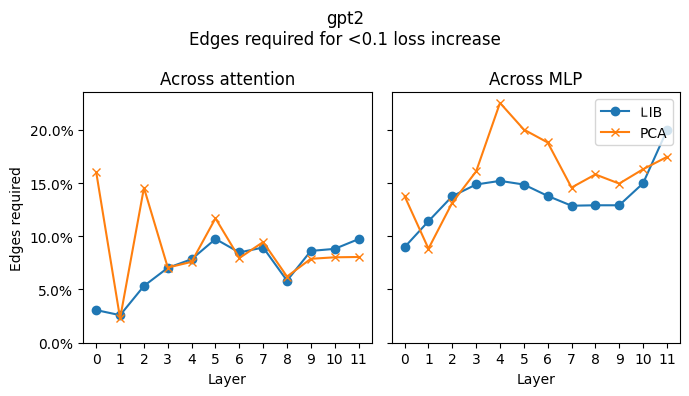 gpt2
Edges required for <0.1 loss increase
Across attention
Across MLP
Edges required
20.0%
15.0%
10.0%
5.0%
0.0%
0 1 2 3 4 5 6 7 8 9 10 11
Layer
LIB
PCA
0 1 2 3 4 5 6 7 8 9 10 11
Layer